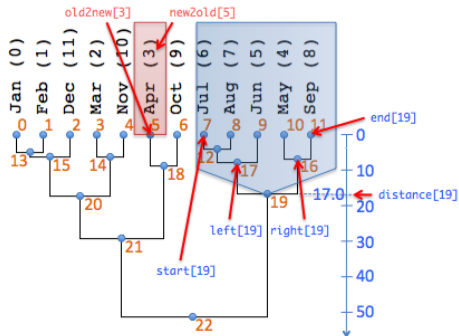 old2new[3] new2old[5]
Jan (0)
Feb (1)
Dec (11)
Mar (2)
Nov (10)
Apr (3)
Oct (9)
Jul (6)
Aug (7)
Jun (5)
May (4)
Sep (8)
end[19]
0 1 2 3 4 5 6 7 8 9 10 11 0
13 15 14 18 12 17 16 10
20 19 17.0 distance[19]
20
left[19] right[19]
21 30
start[19]
40
22 50